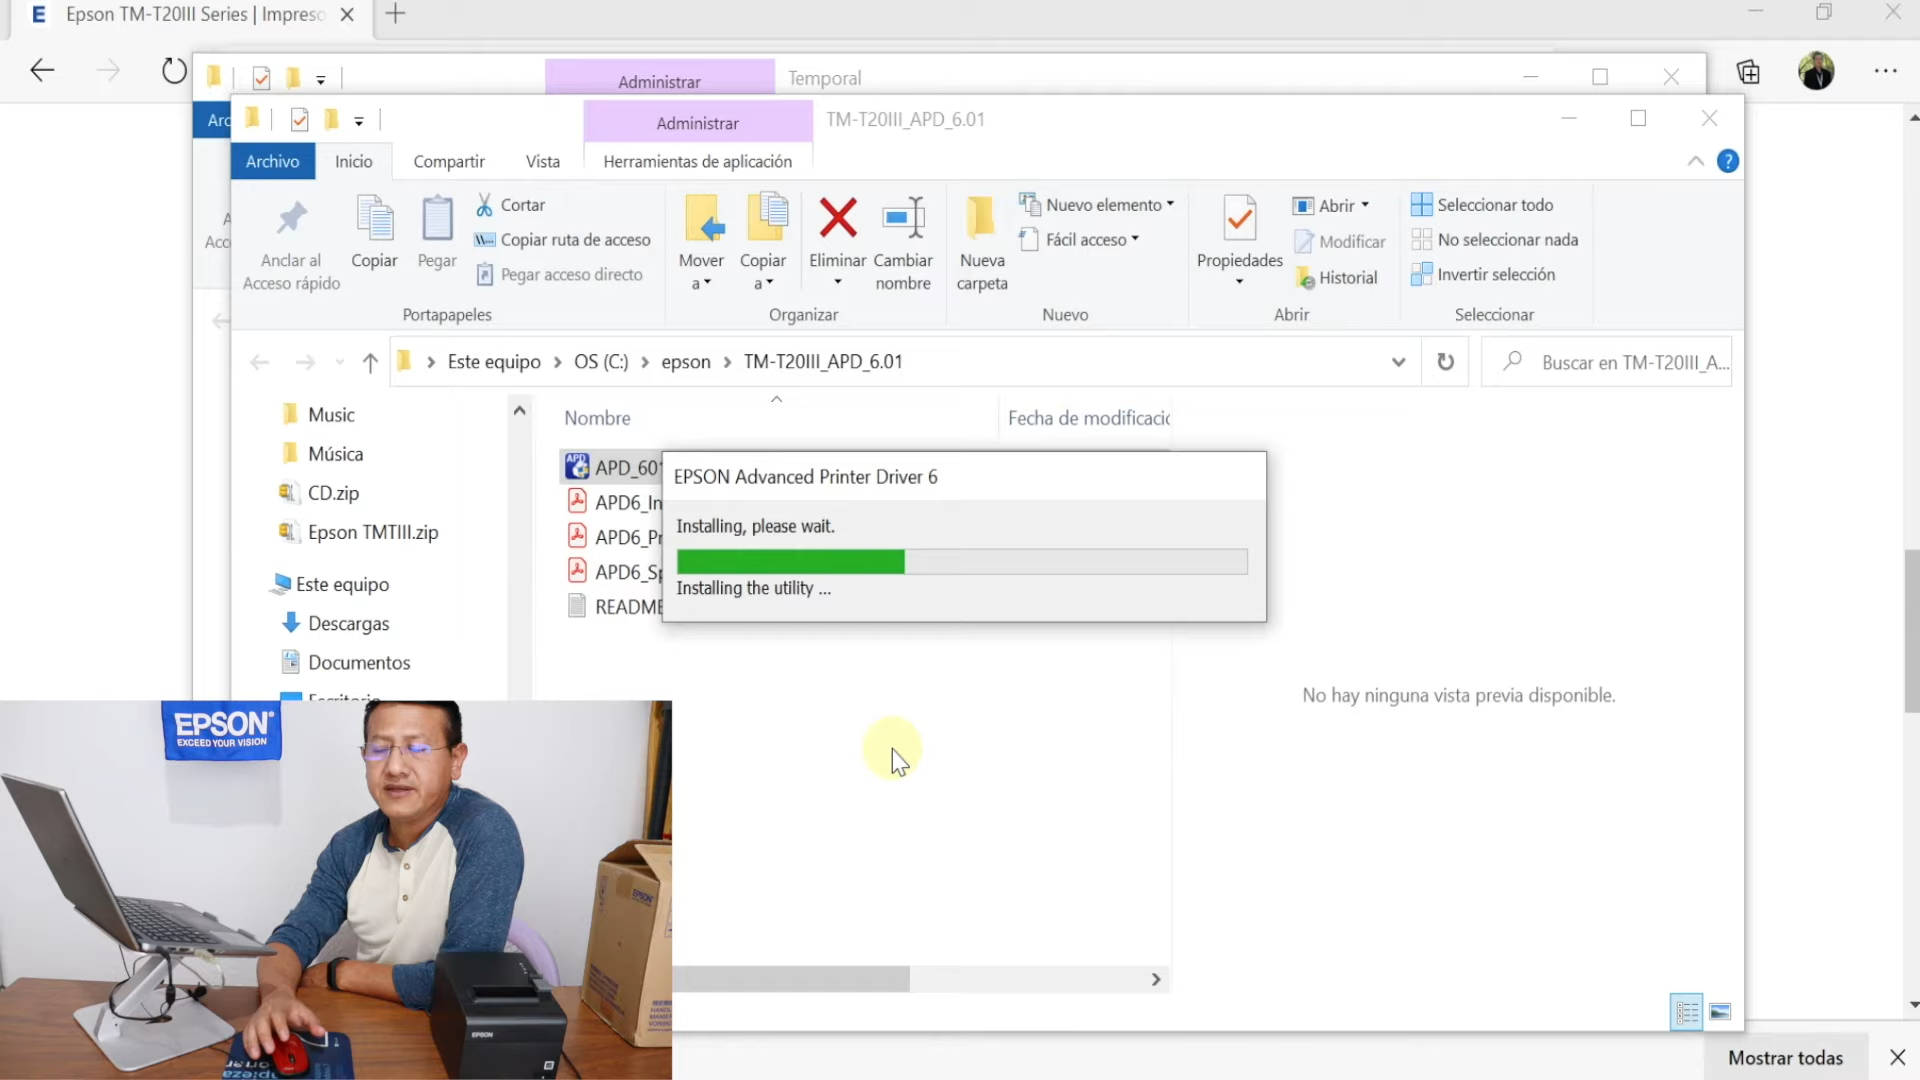 Epson TM-T20III Series | Impreso
Administrar
Temporal
Administrar
TM-T20III_APD_6.01
Archivo
Inicio
Compartir
Vista
Herramientas de aplicación
Anclar al
Acceso rápido
Copiar
Pegar
Cortar
Copiar ruta de acceso
Pegar acceso directo
Portapapeles
Mover
a
Copiar
a
Eliminar
Cambiar
nombre
Organizar
Nueva
carpeta
Nuevo elemento
Fácil acceso
Nuevo
Propiedades
Abrir
Modificar
Historial
Abrir
Seleccionar todo
No seleccionar nada
Invertir selección
Seleccionar
Este equipo > OS (C:) > epson > TM-T20III_APD_6.01
Buscar en TM-T20III_A...
Music
Música
CD.zip
Epson TMTIII.zip
Este equipo
Descargas
Documentos
Escritorio
Nombre
Fecha de modificació
APD_601
APD6_In
APD6_Pr
APD6_Sp
README
EPSON Advanced Printer Driver 6
Installing, please wait.
Installing the utility ...
No hay ninguna vista previa disponible.
EPSON
EXCEED YOUR VISION
EPSON
EPSON
Mostrar todas